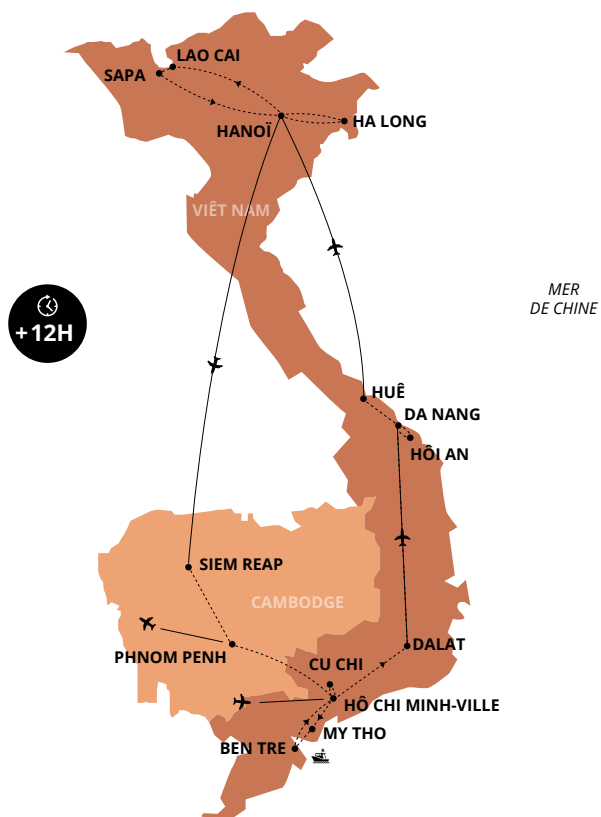 LAO CAI
SAPA
HANOÏ
HA LONG
VIÊT NAM
MER
DE CHINE
+12H
HUÊ
DA NANG
HÔI AN
SIEM REAP
CAMBODGE
PHNOM PENH
DALAT
CU CHI
HÔ CHI MINH-VILLE
MY THO
BEN TRE